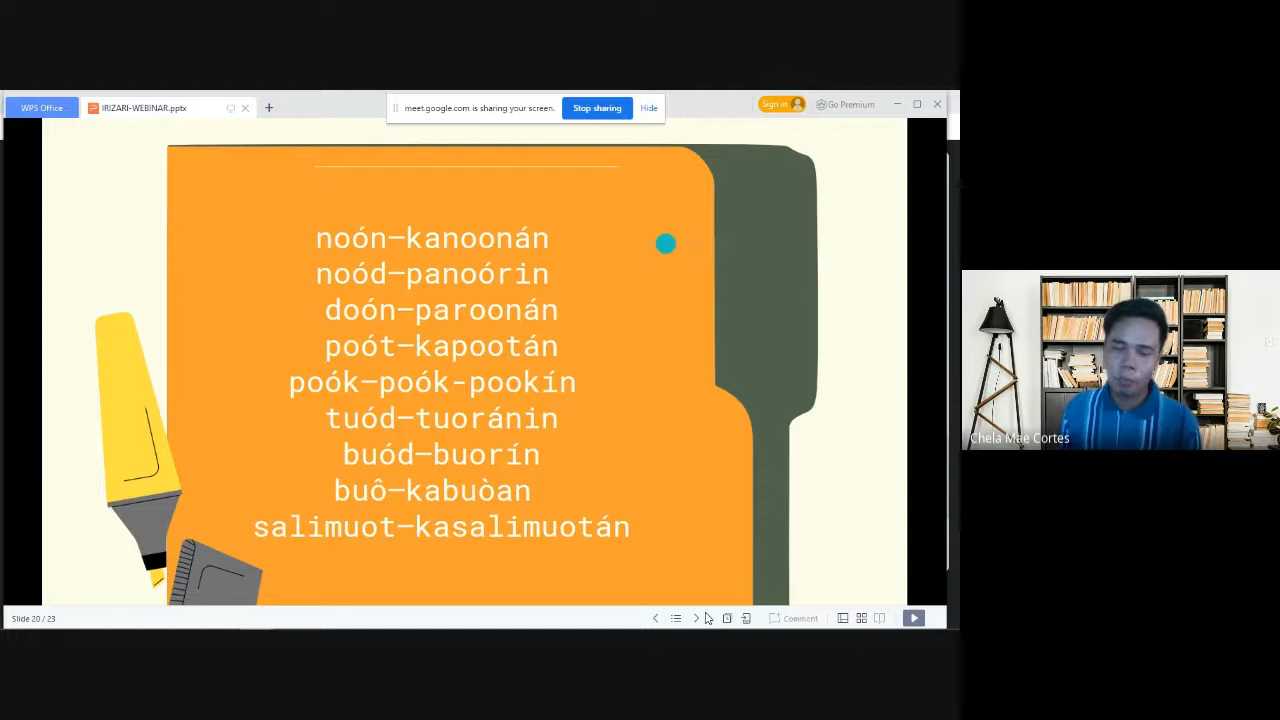 WPS Office
IRIZARI-WEBINAR.pptx
meet.google.com is sharing your screen.
Stop sharing
Hide
Sign in
Go Premium
noón–kanoonán
noód–panoórin
doón–paroonán
poót–kapootán
poók–poók-pookín
tuód–tuoránin
buód–buorín
buô–kabuòan
salimuot–kasalimuotán
Chela Mae Cortes
Slide 20 / 23
Comment